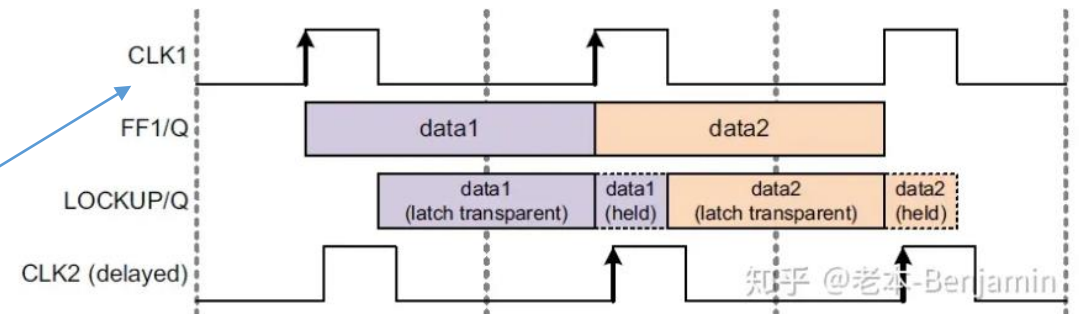 CLK1
FF1/Q
data1
data2
LOCKUP/Q
data1
(latch transparent)
data1
(held)
data2
(latch transparent)
data2
(held)
CLK2 (delayed)
知乎 @老本-Benjamin